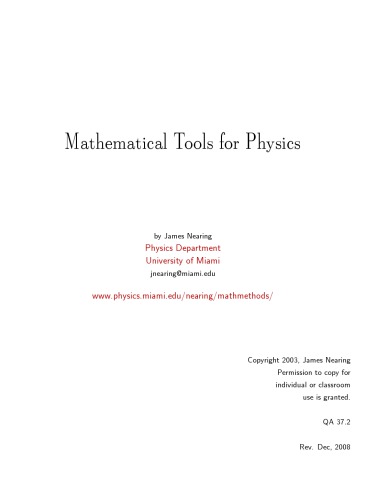 Mathematical Tools for Physics
by James Nearing
Physics Department
University of Miami
jnearing@miami.edu
www.physics.miami.edu/nearing/mathmethods/
Copyright 2003, James Nearing
Permission to copy for
individual or classroom
use is granted.
QA 37.2
Rev. Dec, 2008